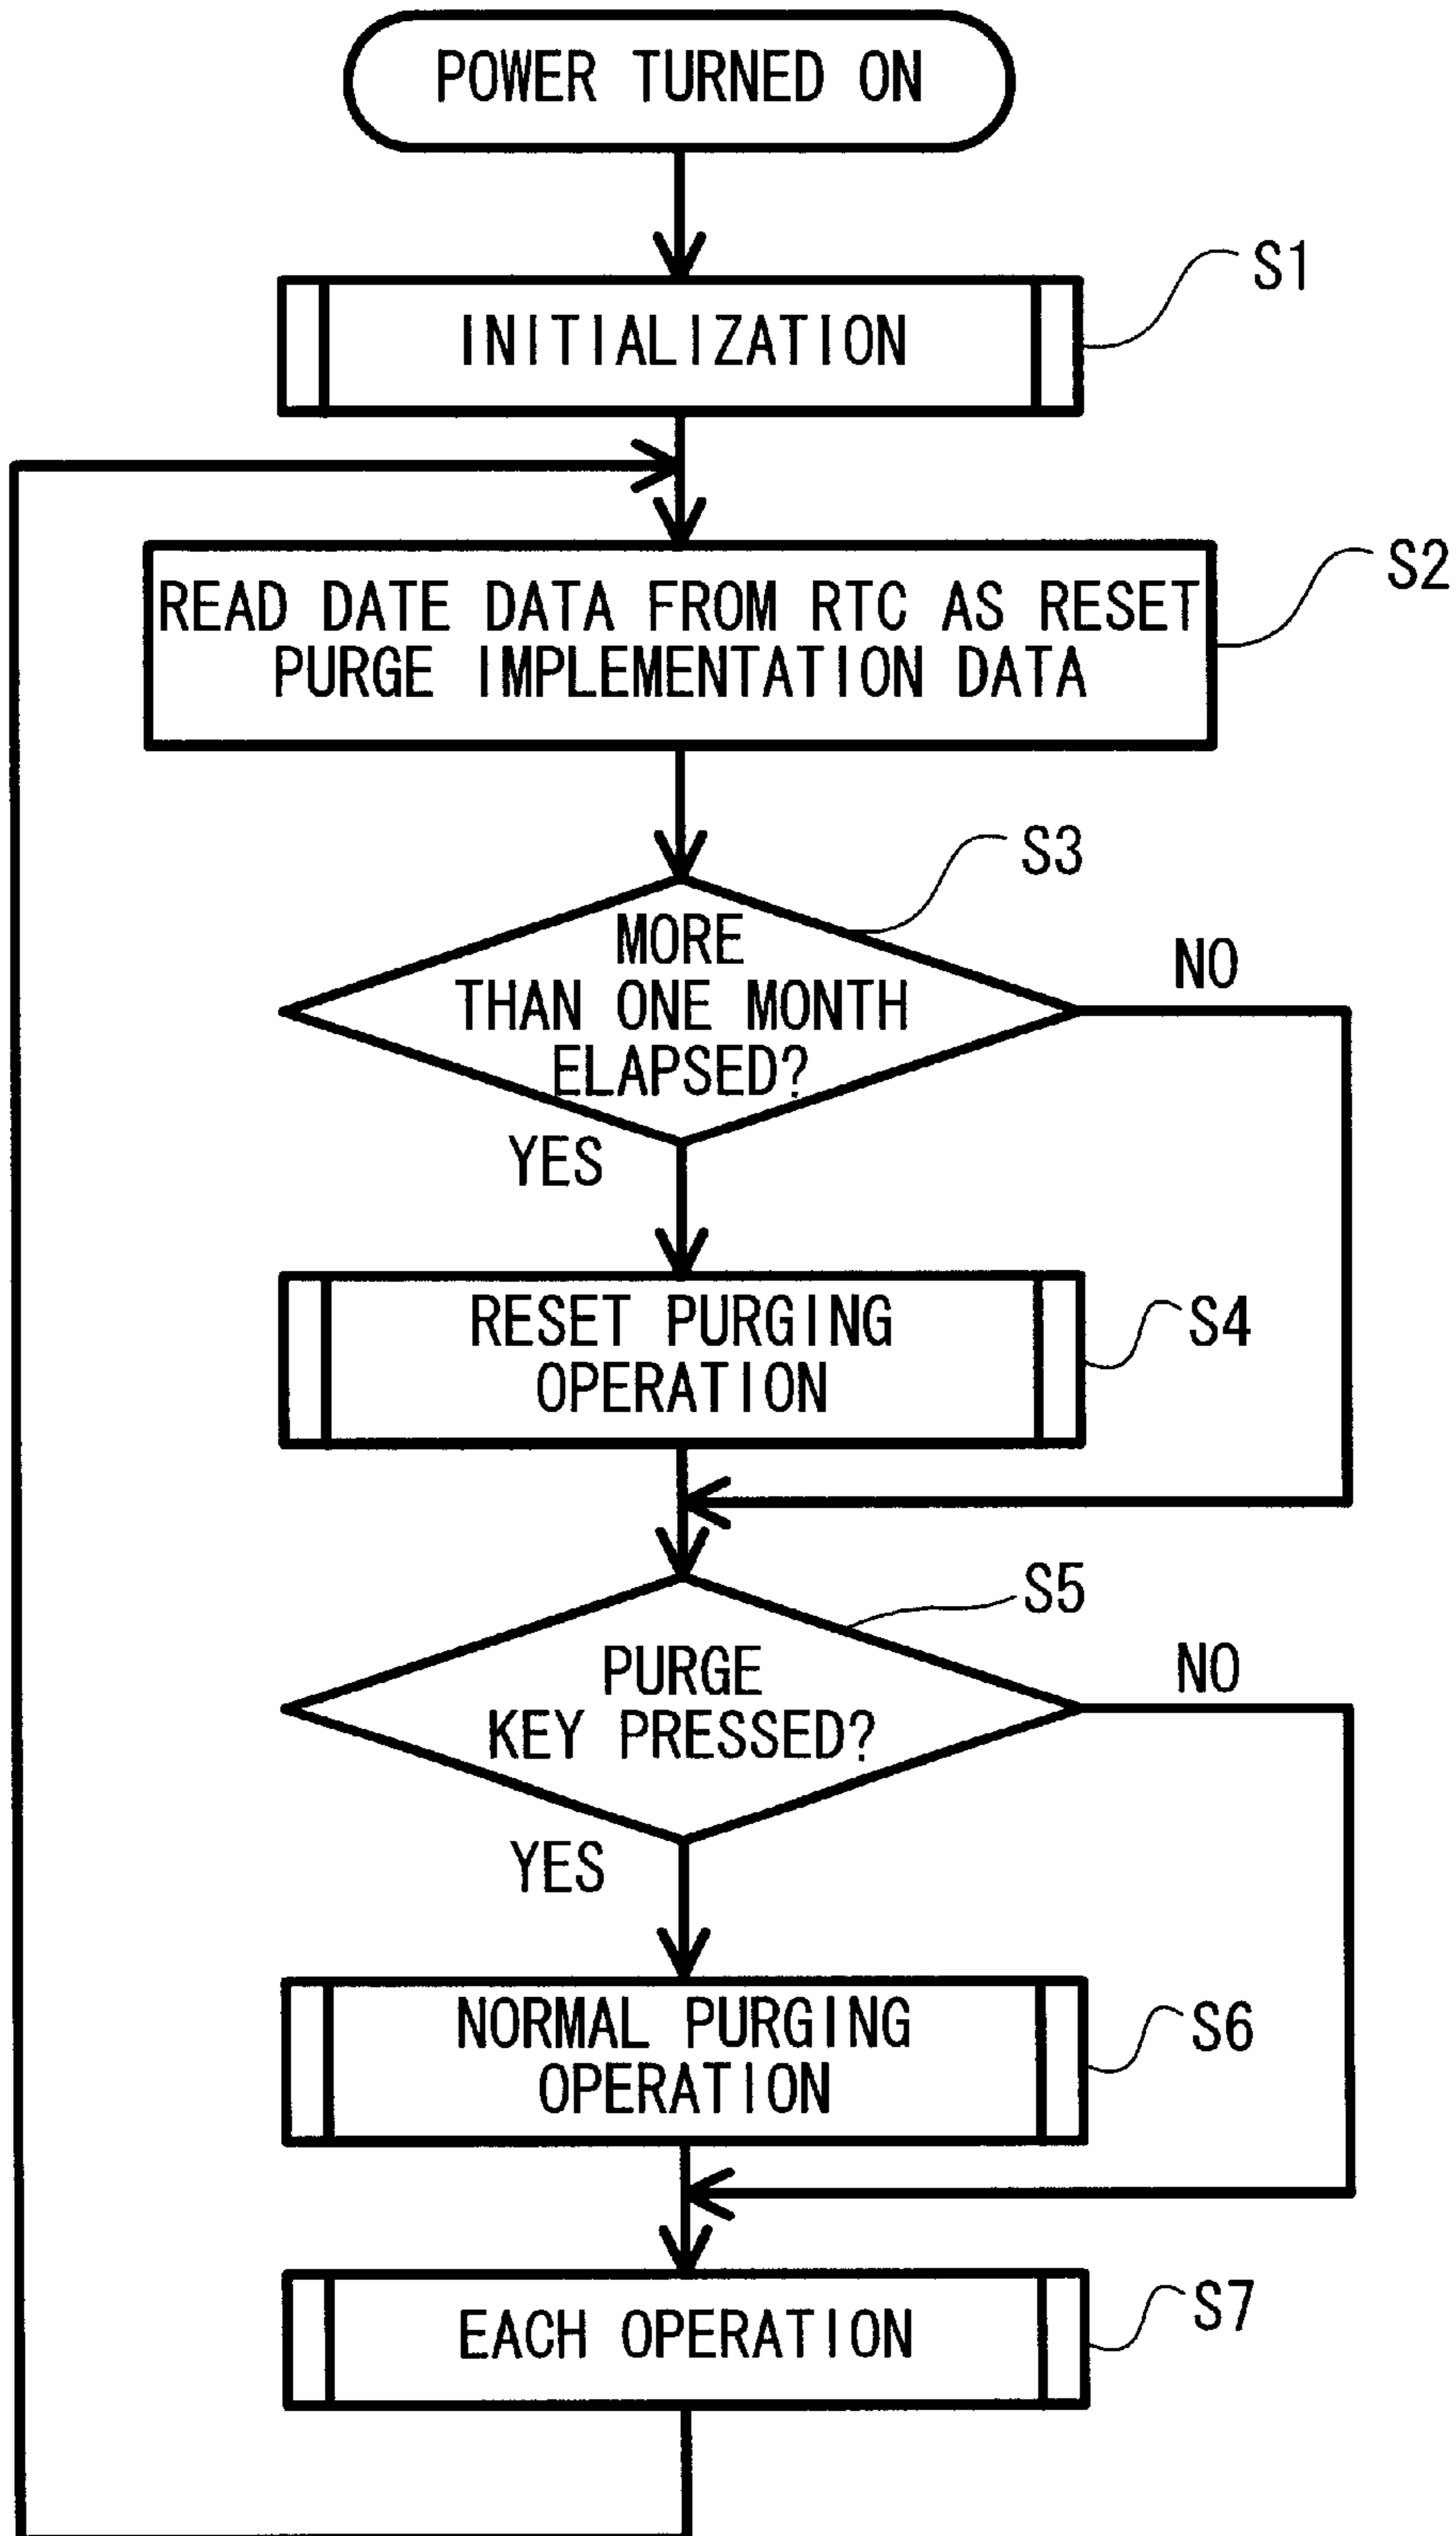 POWER TURNED ON
S1
INITIALIZATION
S2
READ DATE DATA FROM RTC AS RESET
PURGE IMPLEMENTATION DATA
S3
MORE
THAN ONE MONTH
ELAPSED?
NO
YES
RESET PURGING
OPERATION
S4
S5
PURGE
KEY PRESSED?
NO
YES
NORMAL PURGING
OPERATION
S6
EACH OPERATION
S7